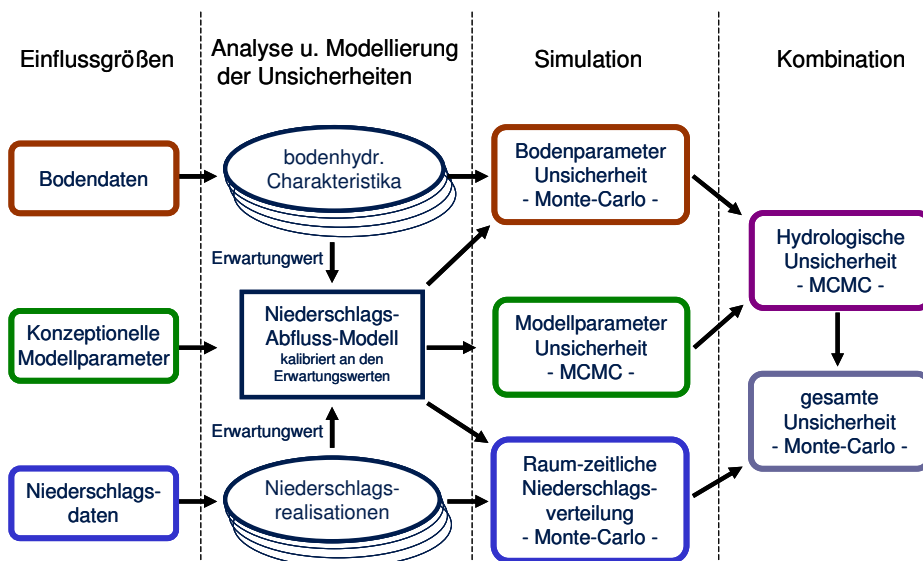 Einflussgrößen
Analyse u. Modellierung
der Unsicherheiten
Simulation
Kombination
Bodendaten
bodenhydr.
Charakteristika
Bodenparameter
Unsicherheit
- Monte-Carlo -
Erwartungwert
Hydrologische
Unsicherheit
- MCMC -
Konzeptionelle
Modellparameter
Niederschlags-
Abfluss-Modell
kalibriert an den
Erwartungswerten
Modellparameter
Unsicherheit
- MCMC -
gesamte
Unsicherheit
- Monte-Carlo -
Erwartungwert
Niederschlags-
daten
Niederschlags-
realisationen
Raum-zeitliche
Niederschlags-
verteilung
- Monte-Carlo -